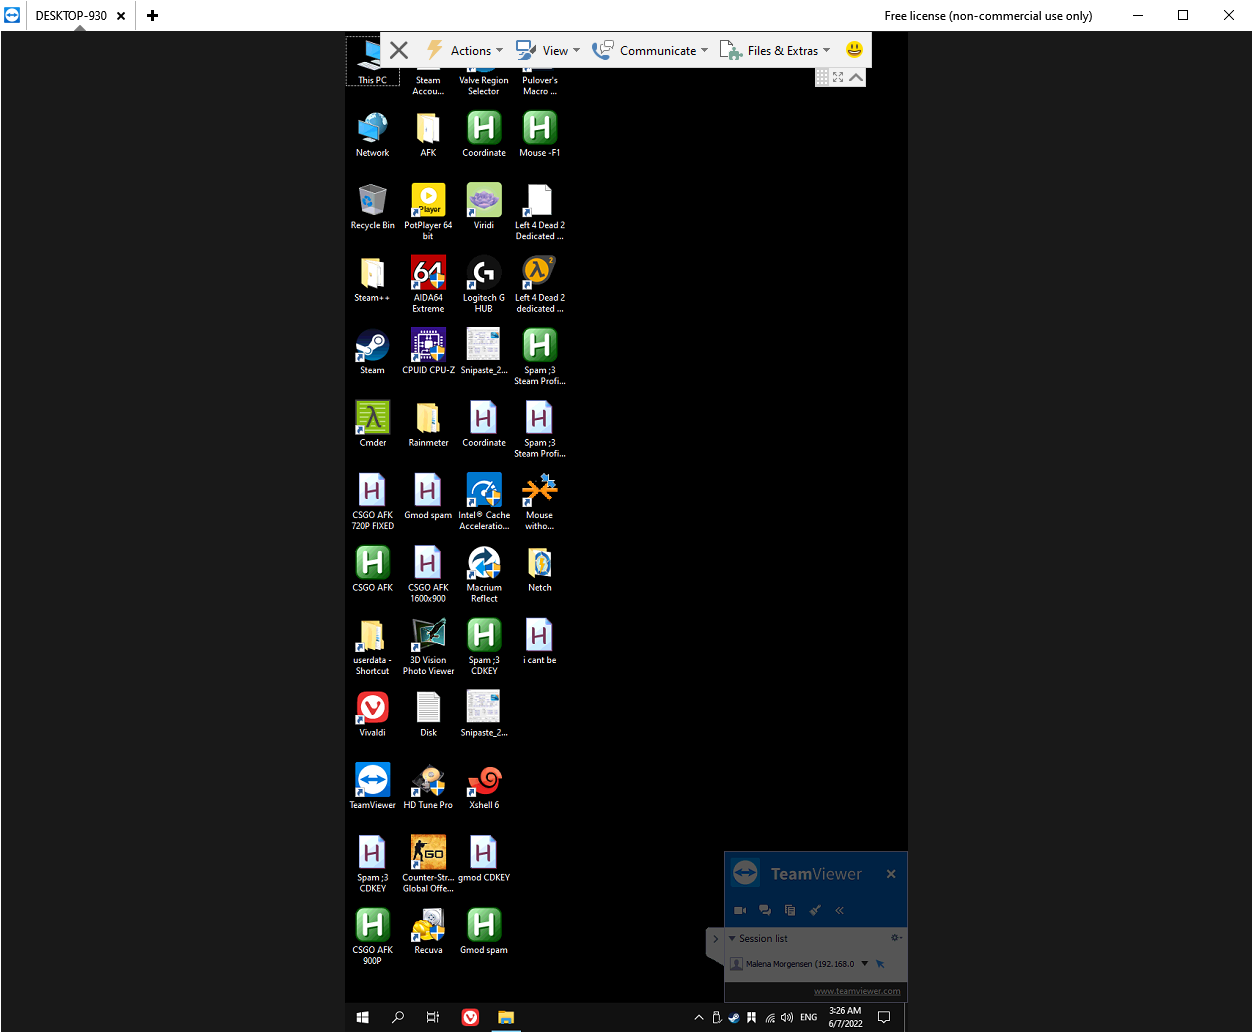 DESKTOP-930
Free license (non-commercial use only)
Actions
View
Communicate
Files & Extras
This PC
Steam
Accou...
Valve Region
Selector
Pulover's
Macro ...
Network
AFK
Coordinate
Mouse -F1
Recycle Bin
PotPlayer 64
bit
Viridi
Left 4 Dead 2
Dedicated ...
Steam++
AIDA64
Extreme
Logitech G
HUB
Left 4 Dead 2
dedicated ...
Steam
CPUID CPU-Z
Snipaste_2...
Spam ;3
Steam Profi...
Cmder
Rainmeter
Coordinate
Spam ;3
Steam Profi...
CSGO AFK
720P FIXED
Gmod spam
Intel® Cache
Acceleratio...
Mouse
witho...
CSGO AFK
CSGO AFK
1600x900
Macrium
Reflect
Netch
userdata -
Shortcut
3D Vision
Photo Viewer
Spam ;3
CDKEY
i cant be
Vivaldi
Disk
Snipaste_2...
TeamViewer
HD Tune Pro
Xshell 6
Spam ;3
CDKEY
Counter-Str...
Global Offe...
gmod CDKEY
CSGO AFK
900P
Recuva
Gmod spam
TeamViewer
Session list
Malena Morgensen (192.168.0
www.teamviewer.com
ENG
3:26 AM
6/7/2022